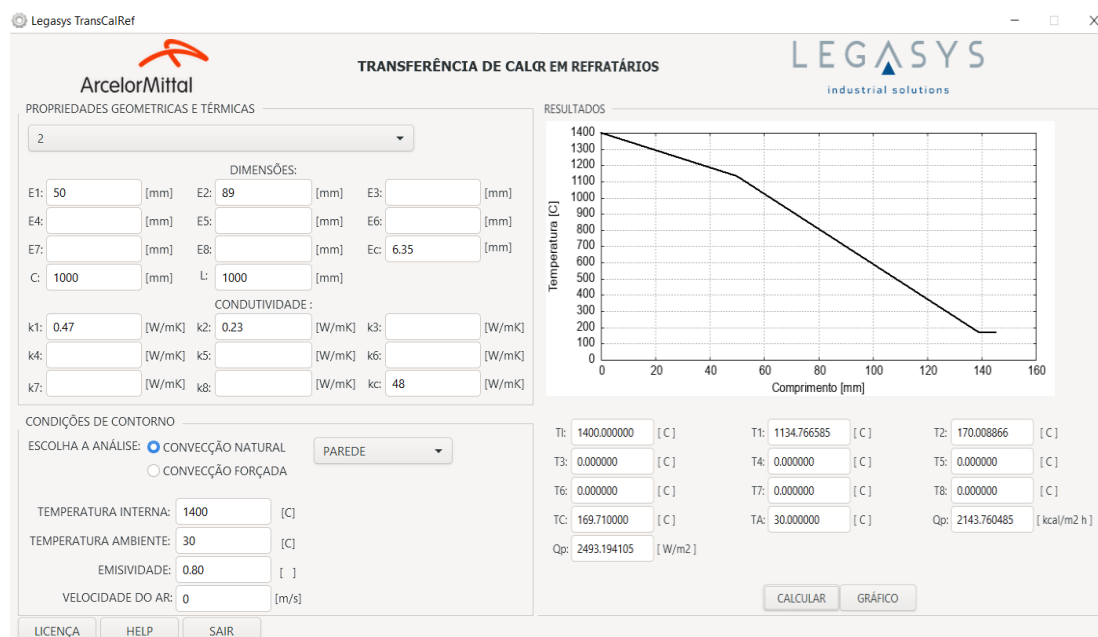 Legasys TransCalRef
ArcelorMittal
TRANSFERÊNCIA DE CALOR EM REFRATÁRIOS
LEGASYS
industrial solutions
PROPRIEDADES GEOMETRICAS E TÉRMICAS
2
DIMENSÕES:
E1: 50 [mm] E2: 89 [mm] E3: [mm]
E4: [mm] E5: [mm] E6: [mm]
E7: [mm] E8: [mm] Ec: 6.35 [mm]
C: 1000 [mm] L: 1000 [mm]
CONDUTIVIDADE :
k1: 0.47 [W/mK] k2: 0.23 [W/mK] k3: [W/mK]
k4: [W/mK] k5: [W/mK] k6: [W/mK]
k7: [W/mK] k8: [W/mK] kc: 48 [W/mK]
CONDIÇÕES DE CONTORNO
ESCOLHA A ANÁLISE: CONVECÇÃO NATURAL PAREDE
CONVECÇÃO FORÇADA
TEMPERATURA INTERNA: 1400 [C]
TEMPERATURA AMBIENTE: 30 [C]
EMISIVIDADE: 0.80 [ ]
VELOCIDADE DO AR: 0 [m/s]
LICENÇA HELP SAIR
RESULTADOS
1400
1300
1200
1100
1000
900
800
700
600
500
400
300
200
100
0
Temperatura [C]
0 20 40 60 80 100 120 140 160
Comprimento [mm]
TI: 1400.000000 [ C ] T1: 1134.766585 [ C ] T2: 170.008866 [ C ]
T3: 0.000000 [ C ] T4: 0.000000 [ C ] T5: 0.000000 [ C ]
T6: 0.000000 [ C ] T7: 0.000000 [ C ] T8: 0.000000 [ C ]
TC: 169.710000 [ C ] TA: 30.000000 [ C ] Qp: 2143.760485 [ kcal/m2 h ]
Qp: 2493.194105 [ W/m2 ]
CALCULAR GRÁFICO